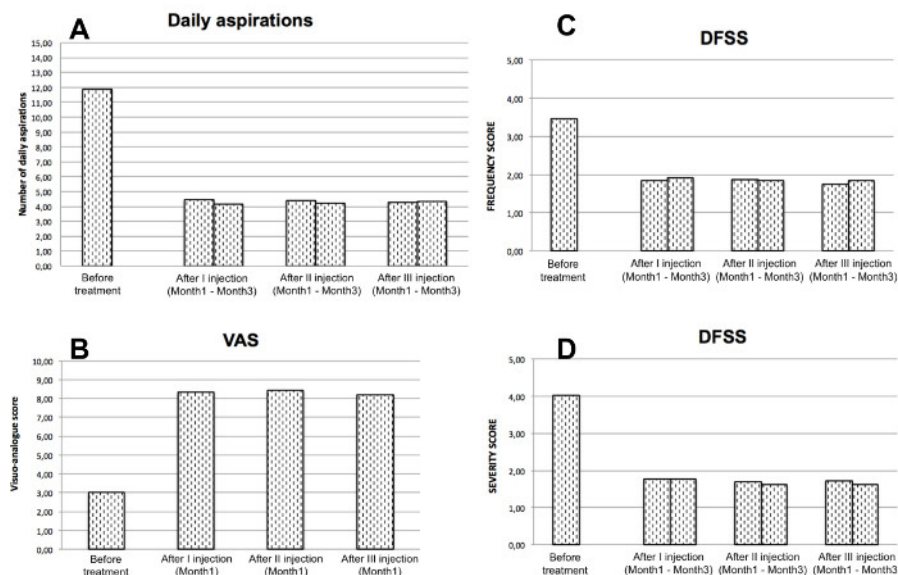 A
Daily aspirations
15,00
14,00
13,00
12,00
11,00
10,00
9,00
8,00
7,00
6,00
5,00
4,00
3,00
2,00
1,00
0,00
Number of daily aspirations
Before
treatment
After I injection
(Month1 - Month3)
After II injection
(Month1 - Month3)
After III injection
(Month1 - Month3)
B
VAS
10,00
9,00
8,00
7,00
6,00
5,00
4,00
3,00
2,00
1,00
0,00
Visuo-analogue score
Before
treatment
After I injection
(Month1)
After II injection
(Month1)
After III injection
(Month1)
C
DFSS
5,00
4,00
3,00
2,00
1,00
0,00
FREQUENCY SCORE
Before
treatment
After I injection
(Month1 - Month3)
After II injection
(Month1 - Month3)
After III injection
(Month1 - Month3)
D
DFSS
5,00
4,00
3,00
2,00
1,00
0,00
SEVERITY SCORE
Before
treatment
After I injection
(Month1 - Month3)
After II injection
(Month1 - Month3)
After III injection
(Month1 - Month3